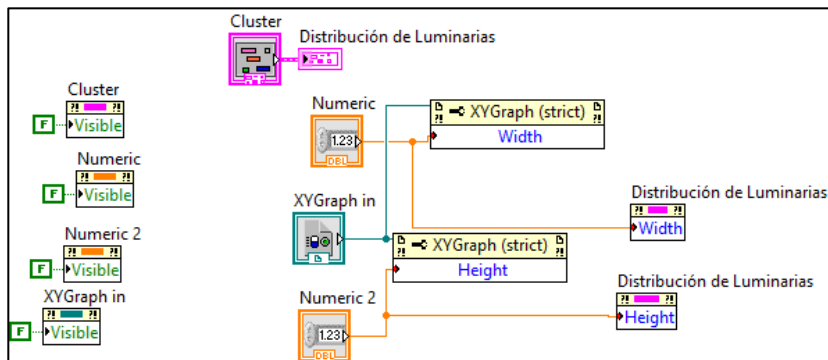 Cluster
Distribución de Luminarias
Cluster
F
Visible
Numeric
1.23
DBL
XYGraph (strict)
Width
Numeric
F
Visible
XYGraph in
Distribución de Luminarias
Width
Numeric 2
F
Visible
XYGraph (strict)
Height
Distribución de Luminarias
Height
XYGraph in
F
Visible
Numeric 2
1.23
DBL